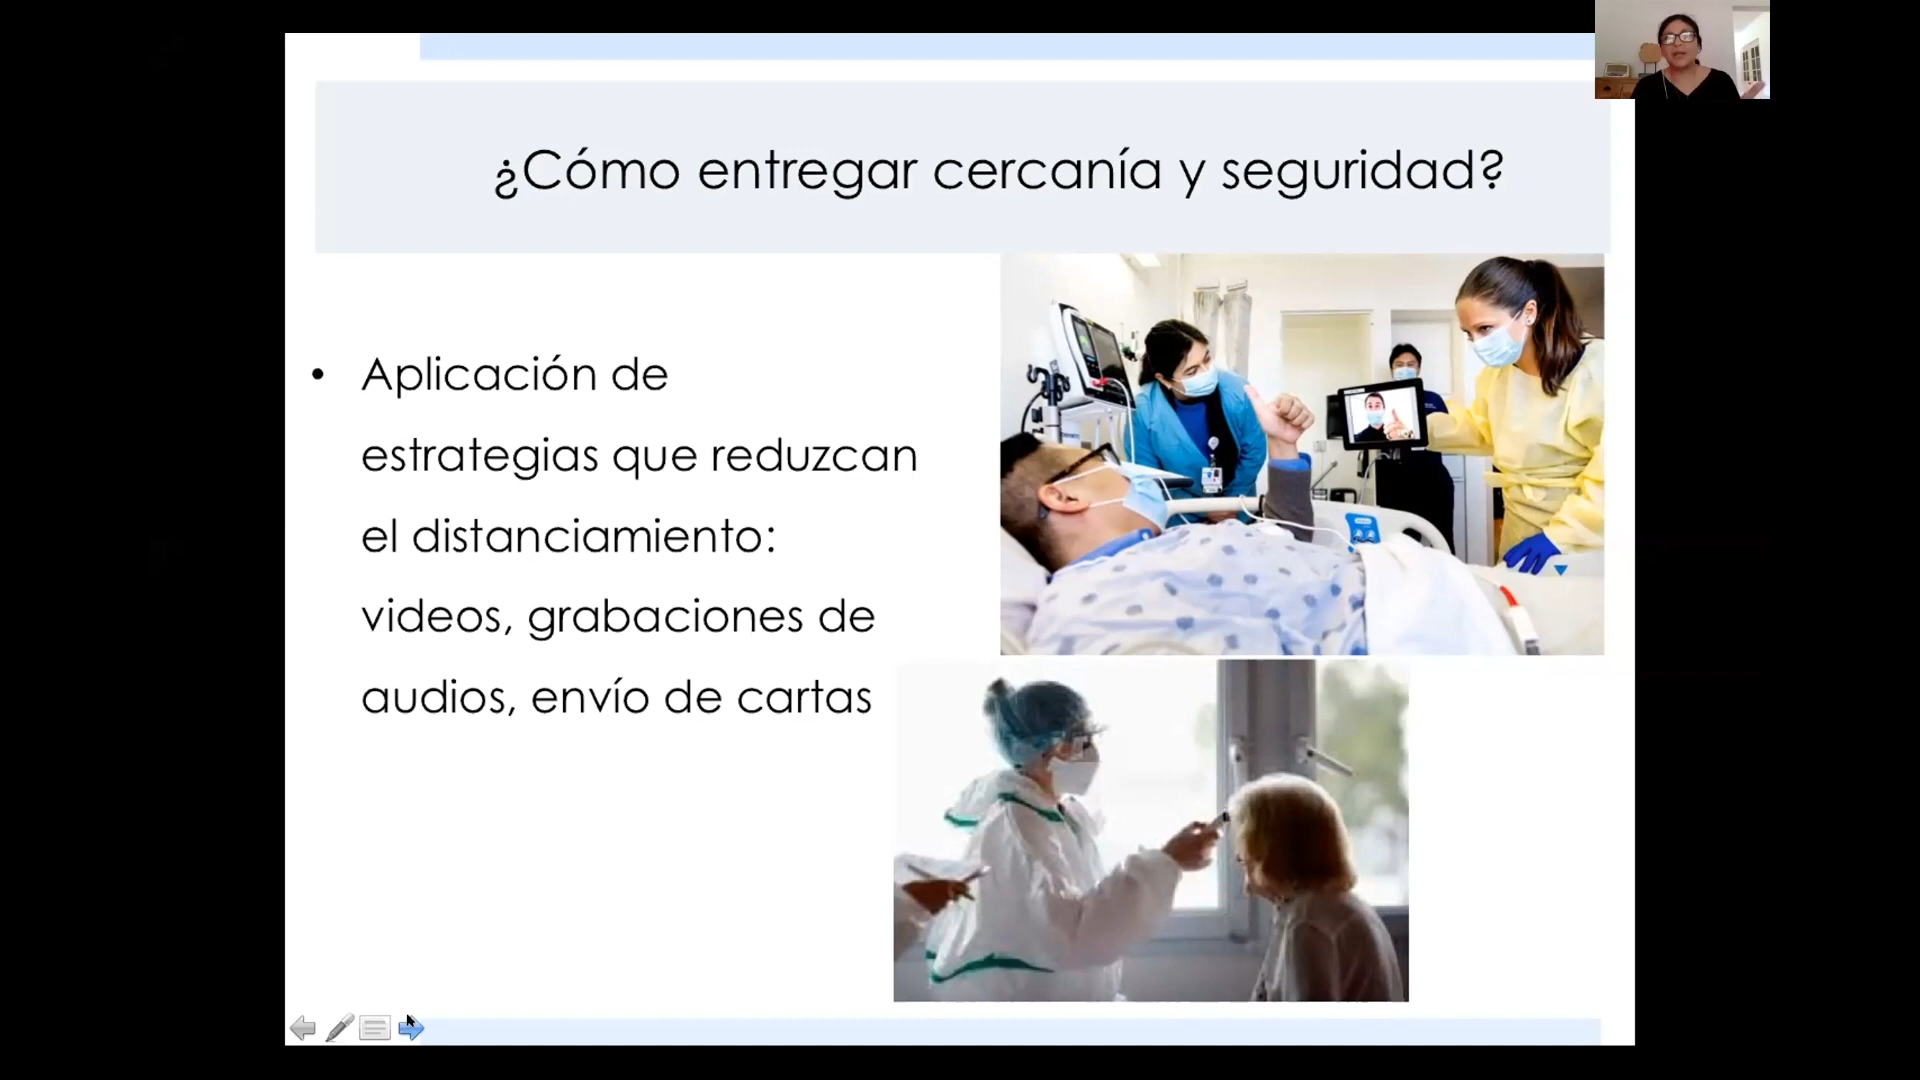 ¿Cómo entregar cercanía y seguridad?
• Aplicación de
estrategias que reduzcan
el distanciamiento:
videos, grabaciones de
audios, envío de cartas